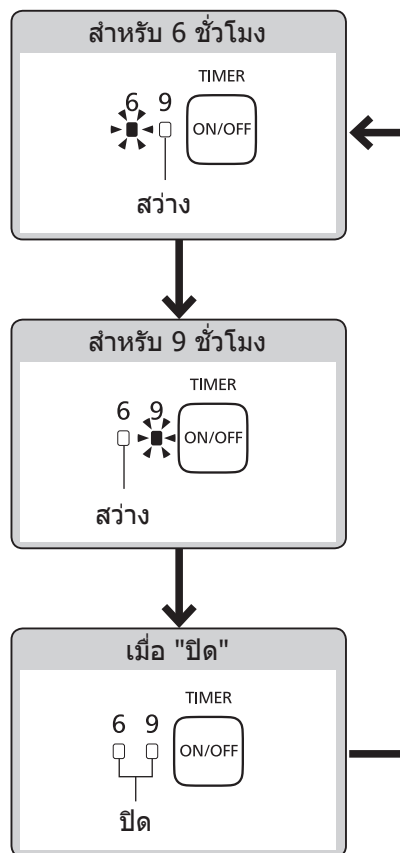 สำหรับ 6 ชั่วโมง
TIMER
6 9
ON/OFF
สว่าง
สำหรับ 9 ชั่วโมง
TIMER
6 9
ON/OFF
สว่าง
เมื่อ "ปิด"
TIMER
6 9
ON/OFF
ปิด